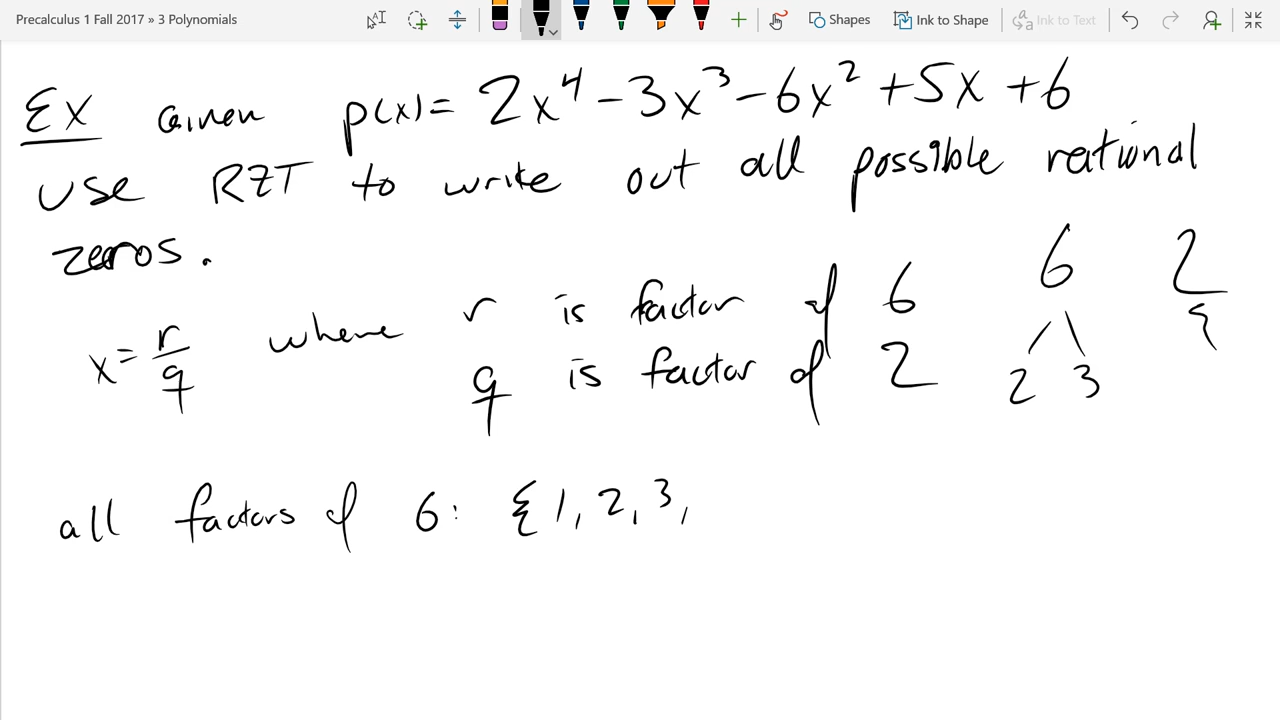 Precalculus 1 Fall 2017 » 3 Polynomials
Shapes
Ink to Shape
Ink to Text
Ex Given p(x) = 2x⁴ - 3x³ - 6x² + 5x + 6
use RZT to write out all possible rational
zeros.
x = r/q where r is factor of 6
q is factor of 2
6
2 3
2
all factors of 6: {1, 2, 3,